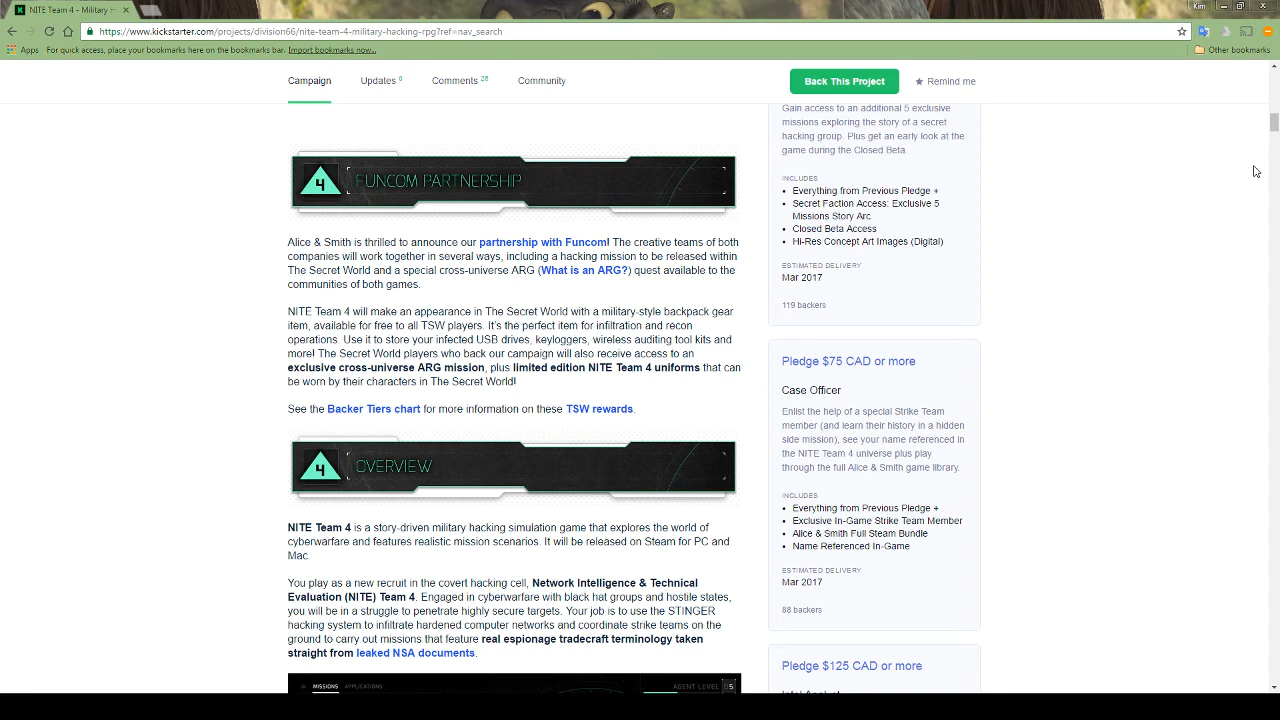 NITE Team 4 - Military H
Kim
https://www.kickstarter.com/projects/division66/nite-team-4-military-hacking-rpg?ref=nav_search
Apps For quick access, place your bookmarks here on the bookmarks bar. Import bookmarks now...
Other bookmarks
Campaign Updates 6 Comments 26 Community
Back This Project
Remind me
4 FUNCOM PARTNERSHIP
Alice & Smith is thrilled to announce our partnership with Funcom! The creative teams of both
companies will work together in several ways, including a hacking mission to be released within
The Secret World and a special cross-universe ARG (What is an ARG?) quest available to the
communities of both games.
NITE Team 4 will make an appearance in The Secret World with a military-style backpack gear
item, available for free to all TSW players. It's the perfect item for infiltration and recon
operations. Use it to store your infected USB drives, keyloggers, wireless auditing tool kits and
more! The Secret World players who back our campaign will also receive access to an
exclusive cross-universe ARG mission, plus limited edition NITE Team 4 uniforms that can
be worn by their characters in The Secret World!
See the Backer Tiers chart for more information on these TSW rewards.
4 OVERVIEW
NITE Team 4 is a story-driven military hacking simulation game that explores the world of
cyberwarfare and features realistic mission scenarios. It will be released on Steam for PC and
Mac.
You play as a new recruit in the covert hacking cell, Network Intelligence & Technical
Evaluation (NITE) Team 4. Engaged in cyberwarfare with black hat groups and hostile states,
you will be in a struggle to penetrate highly secure targets. Your job is to use the STINGER
hacking system to infiltrate hardened computer networks and coordinate strike teams on the
ground to carry out missions that feature real espionage tradecraft terminology taken
straight from leaked NSA documents.
MISSIONS APPLICATIONS AGENT LEVEL 05
Gain access to an additional 5 exclusive
missions exploring the story of a secret
hacking group. Plus get an early look at the
game during the Closed Beta.
INCLUDES
Everything from Previous Pledge +
Secret Faction Access: Exclusive 5
Missions Story Arc
Closed Beta Access
Hi-Res Concept Art Images (Digital)
ESTIMATED DELIVERY
Mar 2017
119 backers
Pledge $75 CAD or more
Case Officer
Enlist the help of a special Strike Team
member (and learn their history in a hidden
side mission), see your name referenced in
the NITE Team 4 universe plus play
through the full Alice & Smith game library.
INCLUDES
Everything from Previous Pledge +
Exclusive In-Game Strike Team Member
Alice & Smith Full Steam Bundle
Name Referenced In-Game
ESTIMATED DELIVERY
Mar 2017
88 backers
Pledge $125 CAD or more
Intel Analyst